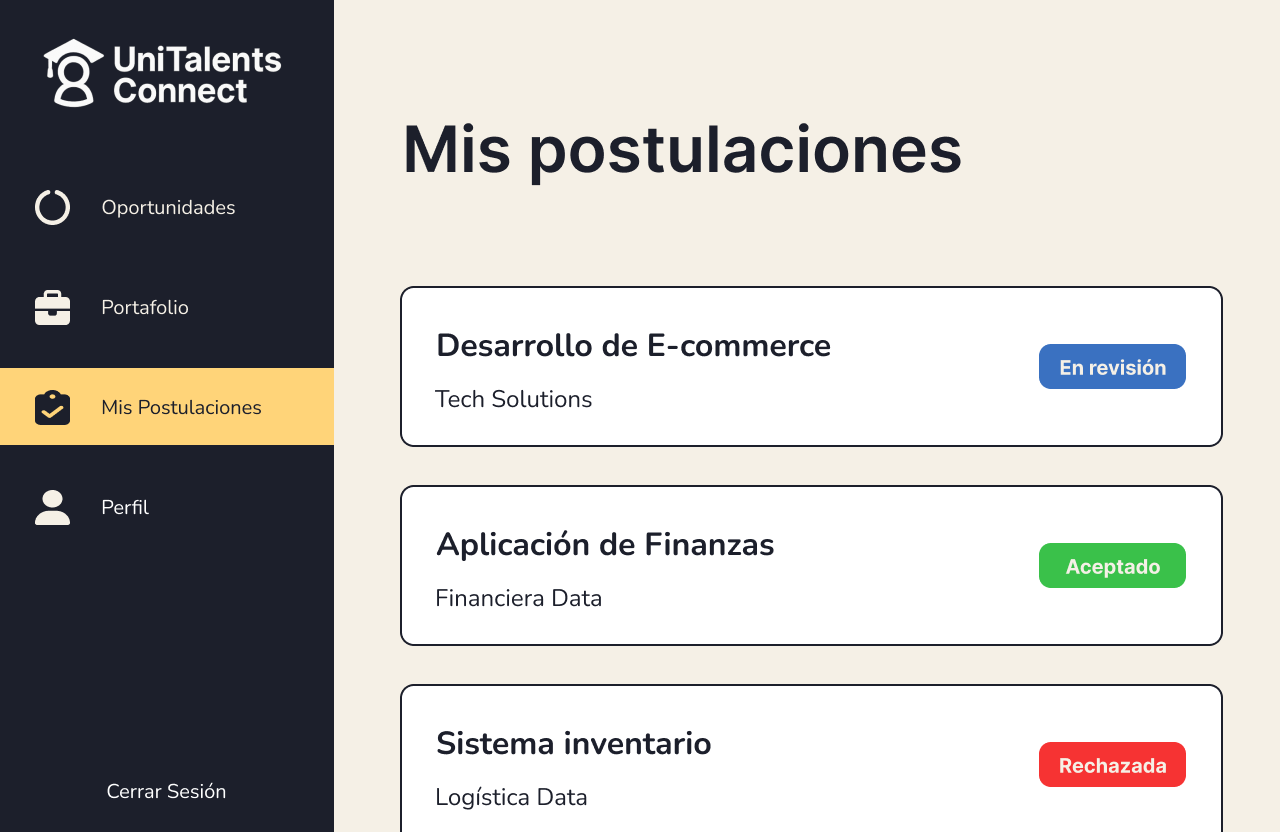 UniTalents
Connect
Oportunidades
Portafolio
Mis Postulaciones
Perfil
Cerrar Sesión
Mis postulaciones
Desarrollo de E-commerce
Tech Solutions
En revisión
Aplicación de Finanzas
Financiera Data
Aceptado
Sistema inventario
Logística Data
Rechazada